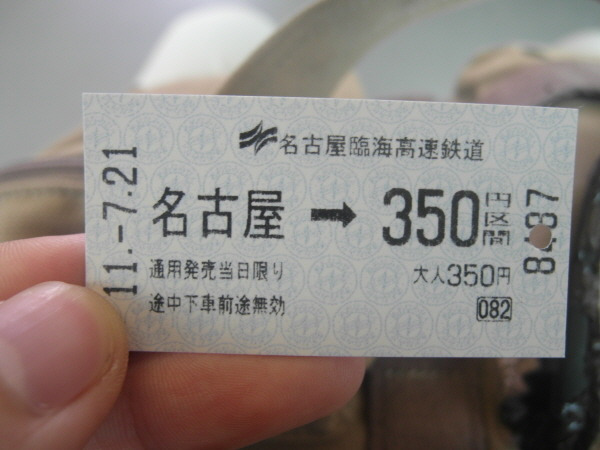 名古屋臨海高速鉄道
11.-7.21
名古屋 → 350円区間
通用発売当日限り
大人350円
途中下車前途無効
082